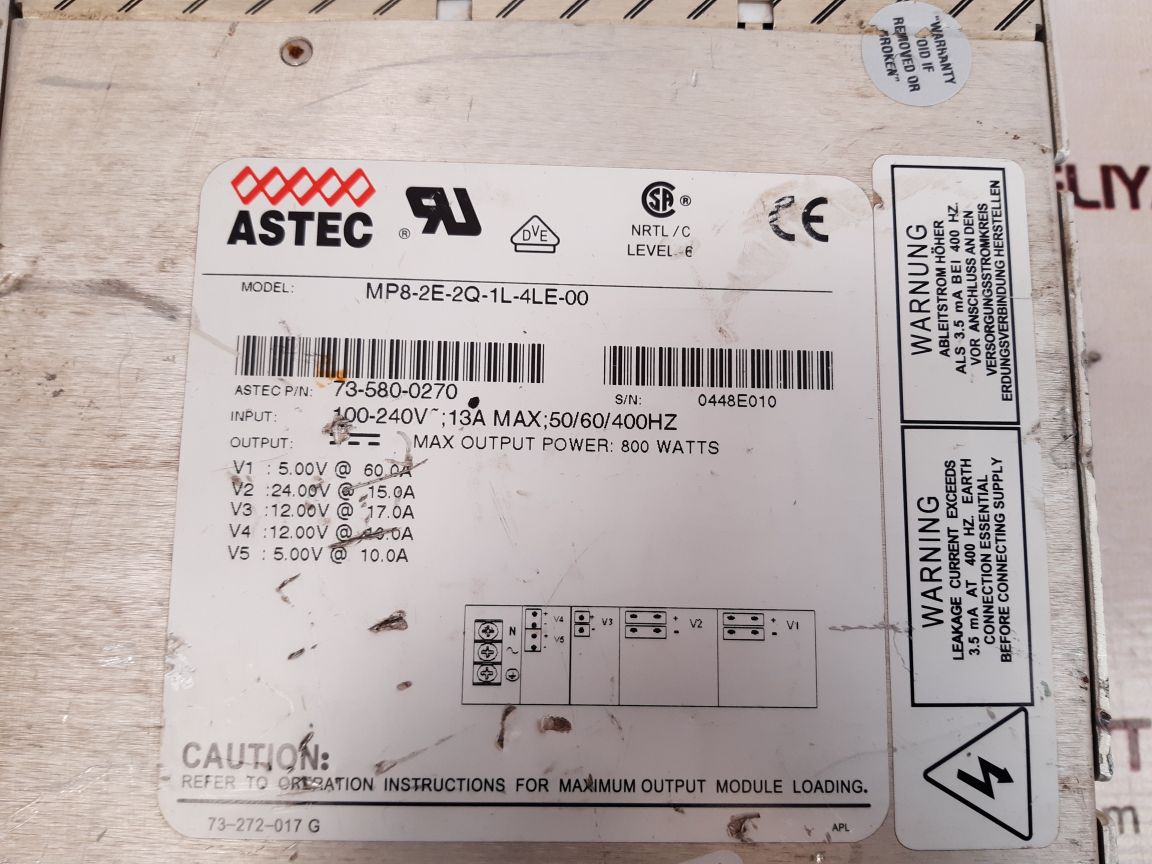 "WARRANTY
VOID IF
REMOVED OR
BROKEN"
ASTEC
® DVE
SA ®
NRTL/C
LEVEL 6
CE
MODEL: MP8-2E-2Q-1L-4LE-00
ASTEC P/N: 73-580-0270
S/N: 0448E010
INPUT: 100-240V~;13A MAX;50/60/400HZ
OUTPUT: MAX OUTPUT POWER: 800 WATTS
V1 : 5.00V @ 60.0A
V2 :24.00V @ 15.0A
V3 :12.00V @ 17.0A
V4 :12.00V @
V5 : 5.00V @ 10.0A
N
~
+ V4 -
+ V5 -
+ V3 -
+ V2 -
+ V1 -
CAUTION:
REFER TO OPERATION INSTRUCTIONS FOR MAXIMUM OUTPUT MODULE LOADING.
73-272-017 G
APL
WARNUNG
ABLEITSTROM HÖHER
ALS 3.5 mA BEI 400 HZ.
VOR ANSCHLUSS AN DEN
VERSORGUNGSSTROMKREIS
ERDUNGSVERBINDUNG HERSTELLEN
WARNING
LEAKAGE CURRENT EXCEEDS
3.5 mA AT 400 HZ. EARTH
CONNECTION ESSENTIAL
BEFORE CONNECTING SUPPLY